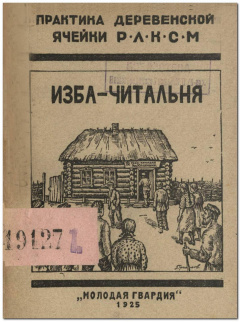 ПРАКТИКА ДЕРЕВЕНСКОЙ
ЯЧЕЙКИ Р·Л·К·С·М
ИЗБА-ЧИТАЛЬНЯ
19127
„МОЛОДАЯ ГВАРДИЯ"
1925